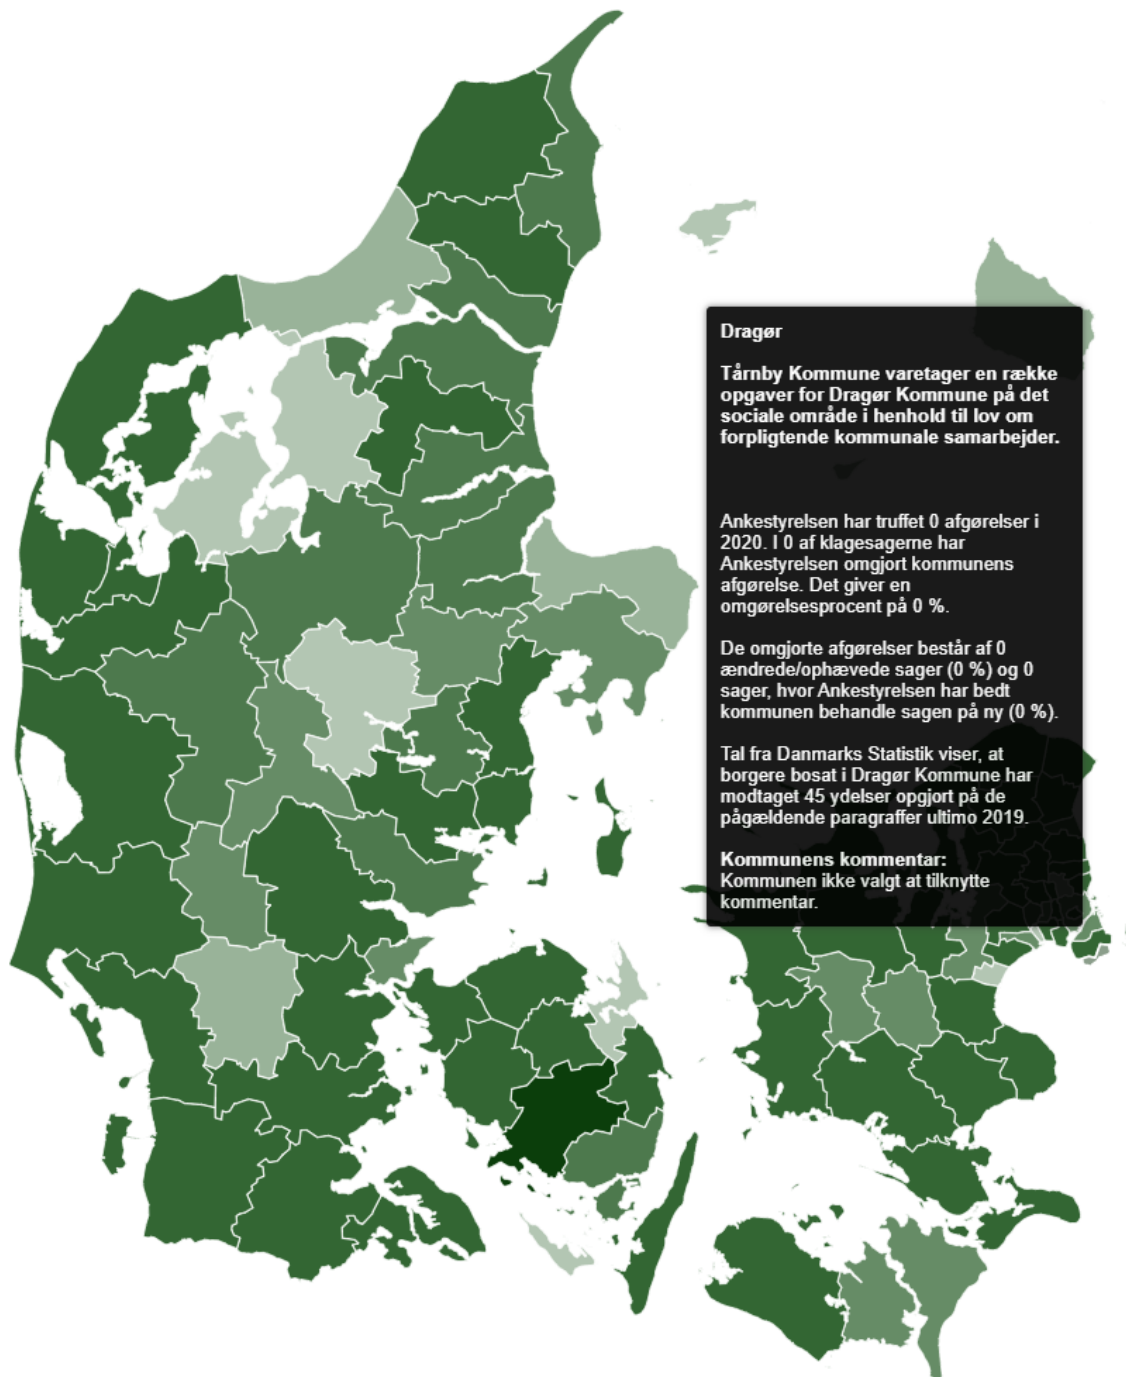 Dragør
Tårnby Kommune varetager en række
opgaver for Dragør Kommune på det
sociale område i henhold til lov om
forpligtende kommunale samarbejder.
Ankestyrelsen har truffet 0 afgørelser i
2020. I 0 af klagesagerne har
Ankestyrelsen omgjort kommunens
afgørelse. Det giver en
omgørelsesprocent på 0 %.
De omgjorte afgørelser består af 0
ændrede/ophævede sager (0 %) og 0
sager, hvor Ankestyrelsen har bedt
kommunen behandle sagen på ny (0 %).
Tal fra Danmarks Statistik viser, at
borgere bosat i Dragør Kommune har
modtaget 45 ydelser opgjort på de
pågældende paragraffer ultimo 2019.
Kommunens kommentar:
Kommunen ikke valgt at tilknytte
kommentar.